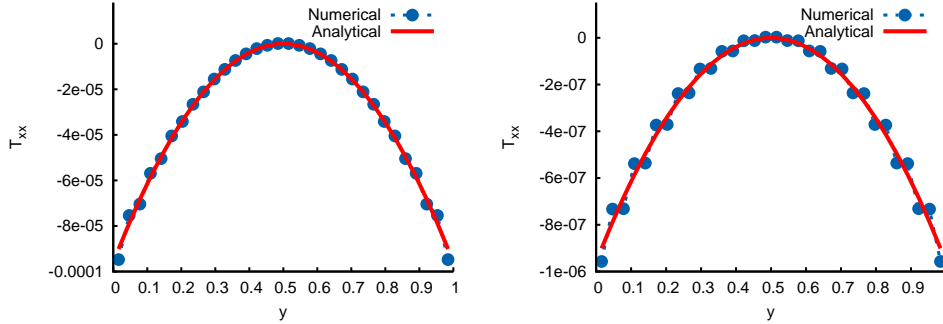 Numerical
Analytical
0
-2e-05
-4e-05
-6e-05
-8e-05
-0.0001
T_xx
0 0.1 0.2 0.3 0.4 0.5 0.6 0.7 0.8 0.9 1
y
Numerical
Analytical
0
-2e-07
-4e-07
-6e-07
-8e-07
-1e-06
T_xx
0 0.1 0.2 0.3 0.4 0.5 0.6 0.7 0.8 0.9
y